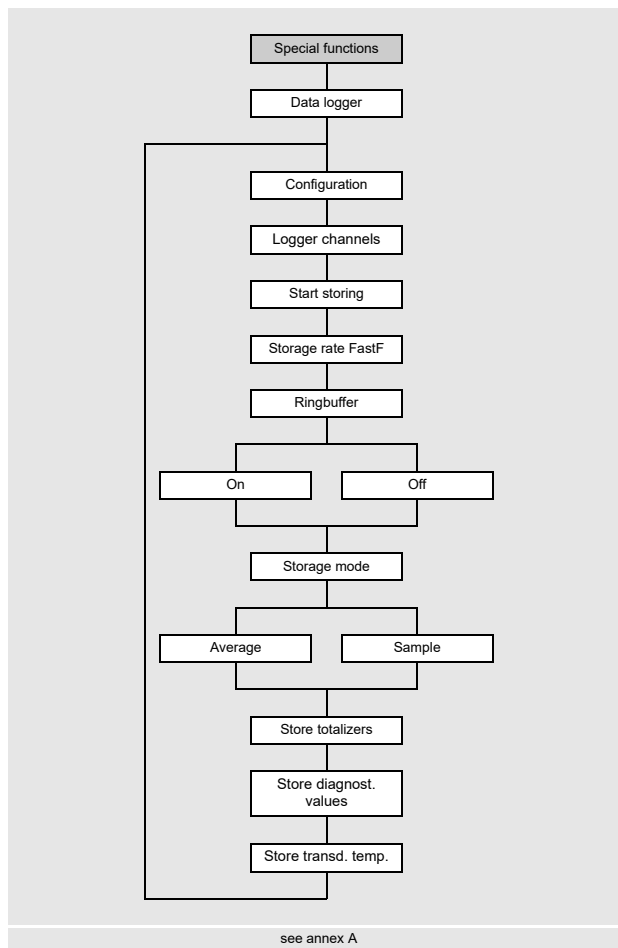 Special functions
Data logger
Configuration
Logger channels
Start storing
Storage rate FastF
Ringbuffer
On
Off
Storage mode
Average
Sample
Store totalizers
Store diagnost.
values
Store transd. temp.
see annex A